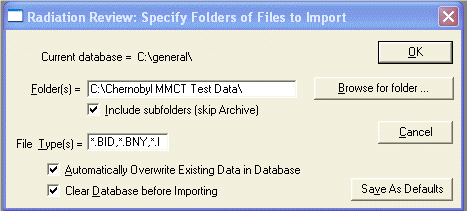 Radiation Review: Specify Folders of Files to Import
Current database = C:\general\
OK
Folder(s) = C:\Chernobyl MMCT Test Data\
Browse for folder ...
Include subfolders (skip Archive)
Cancel
File Type(s) = *.BID,*.BNY,*.I
Automatically Overwrite Existing Data in Database
Clear Database before Importing
Save As Defaults